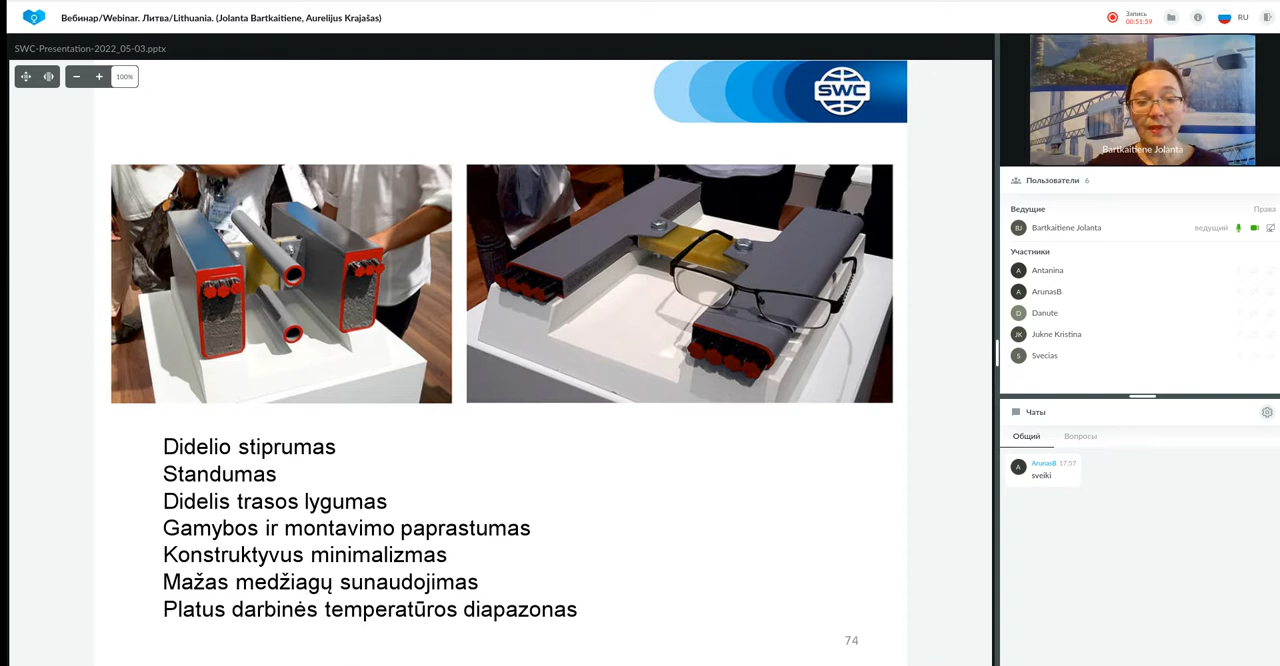 Вебинар/Webinar. Литва/Lithuania. (Jolanta Bartkaitiene, Aurelijus Krajašas)
Запись
00:51:59
RU
SWC-Presentation-2022_05-03.pptx
100%
SWC
Didelio stiprumas
Standumas
Didelis trasos lygumas
Gamybos ir montavimo paprastumas
Konstruktyvus minimalizmas
Mažas medžiagų sunaudojimas
Platus darbinės temperatūros diapazonas
74
Bartkaitiene Jolanta
Пользователи 6
Ведущие Права
BJ Bartkaitiene Jolanta ведущий
Участники
A Antanina
A ArunasB
D Danute
JK Jukne Kristina
S Svecias
Чаты
Общий Вопросы
A ArunasB 17:57
sveiki